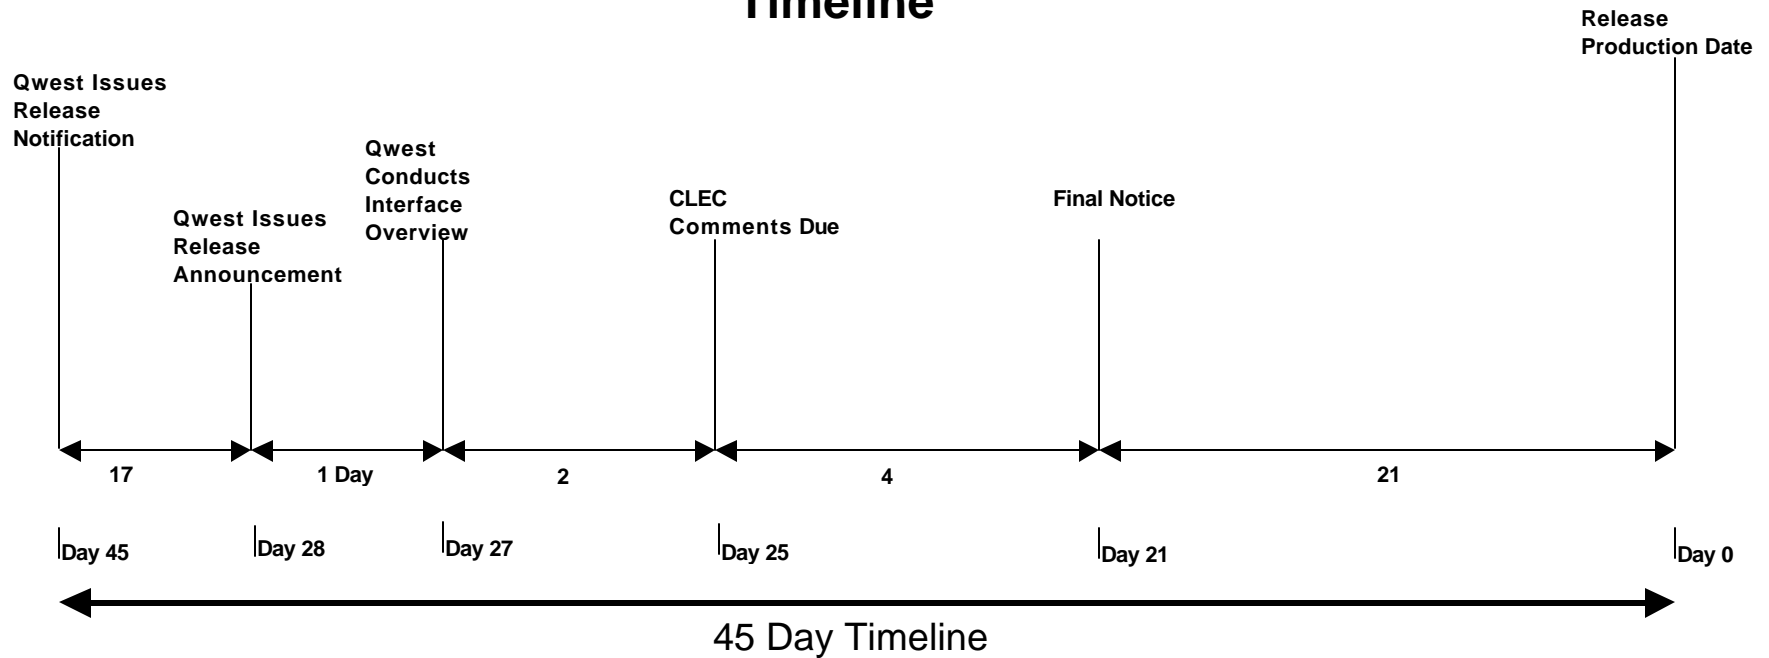 Timeline
Release
Production Date
Qwest Issues
Release
Notification
Qwest
Conducts
Interface
Overview
Qwest Issues
Release
Announcement
CLEC
Comments Due
Final Notice
17
1 Day
2
4
21
Day 45
Day 28
Day 27
Day 25
Day 21
Day 0
45 Day Timeline